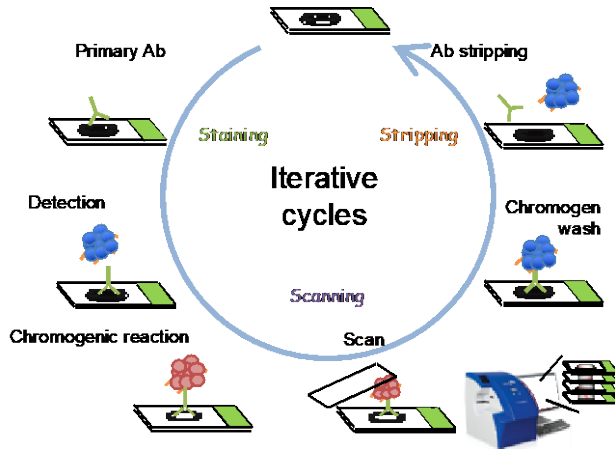 Primary Ab
Ab stripping
Staining
Stripping
Iterative
cycles
Detection
Chromogen
wash
Scanning
Chromogenic reaction
Scan